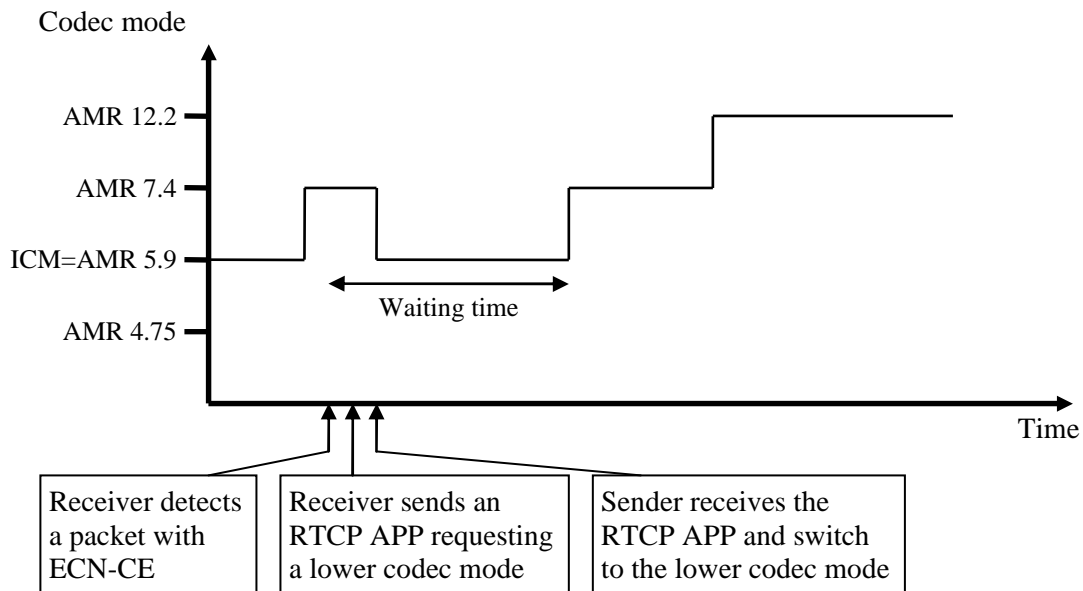 Codec mode
AMR 12.2
AMR 7.4
ICM=AMR 5.9
Waiting time
AMR 4.75
Time
Receiver detects
a packet with
ECN-CE
Receiver sends an
RTCP APP requesting
a lower codec mode
Sender receives the
RTCP APP and switch
to the lower codec mode